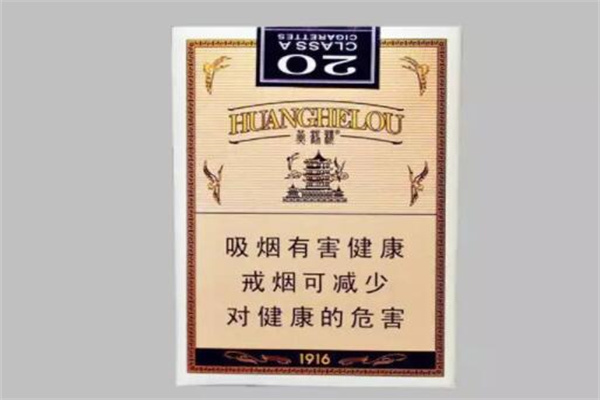 20
CLASS A
CIGARETTES
HUANGHELOU
黄鹤楼®
吸烟有害健康
戒烟可减少
对健康的危害
1916